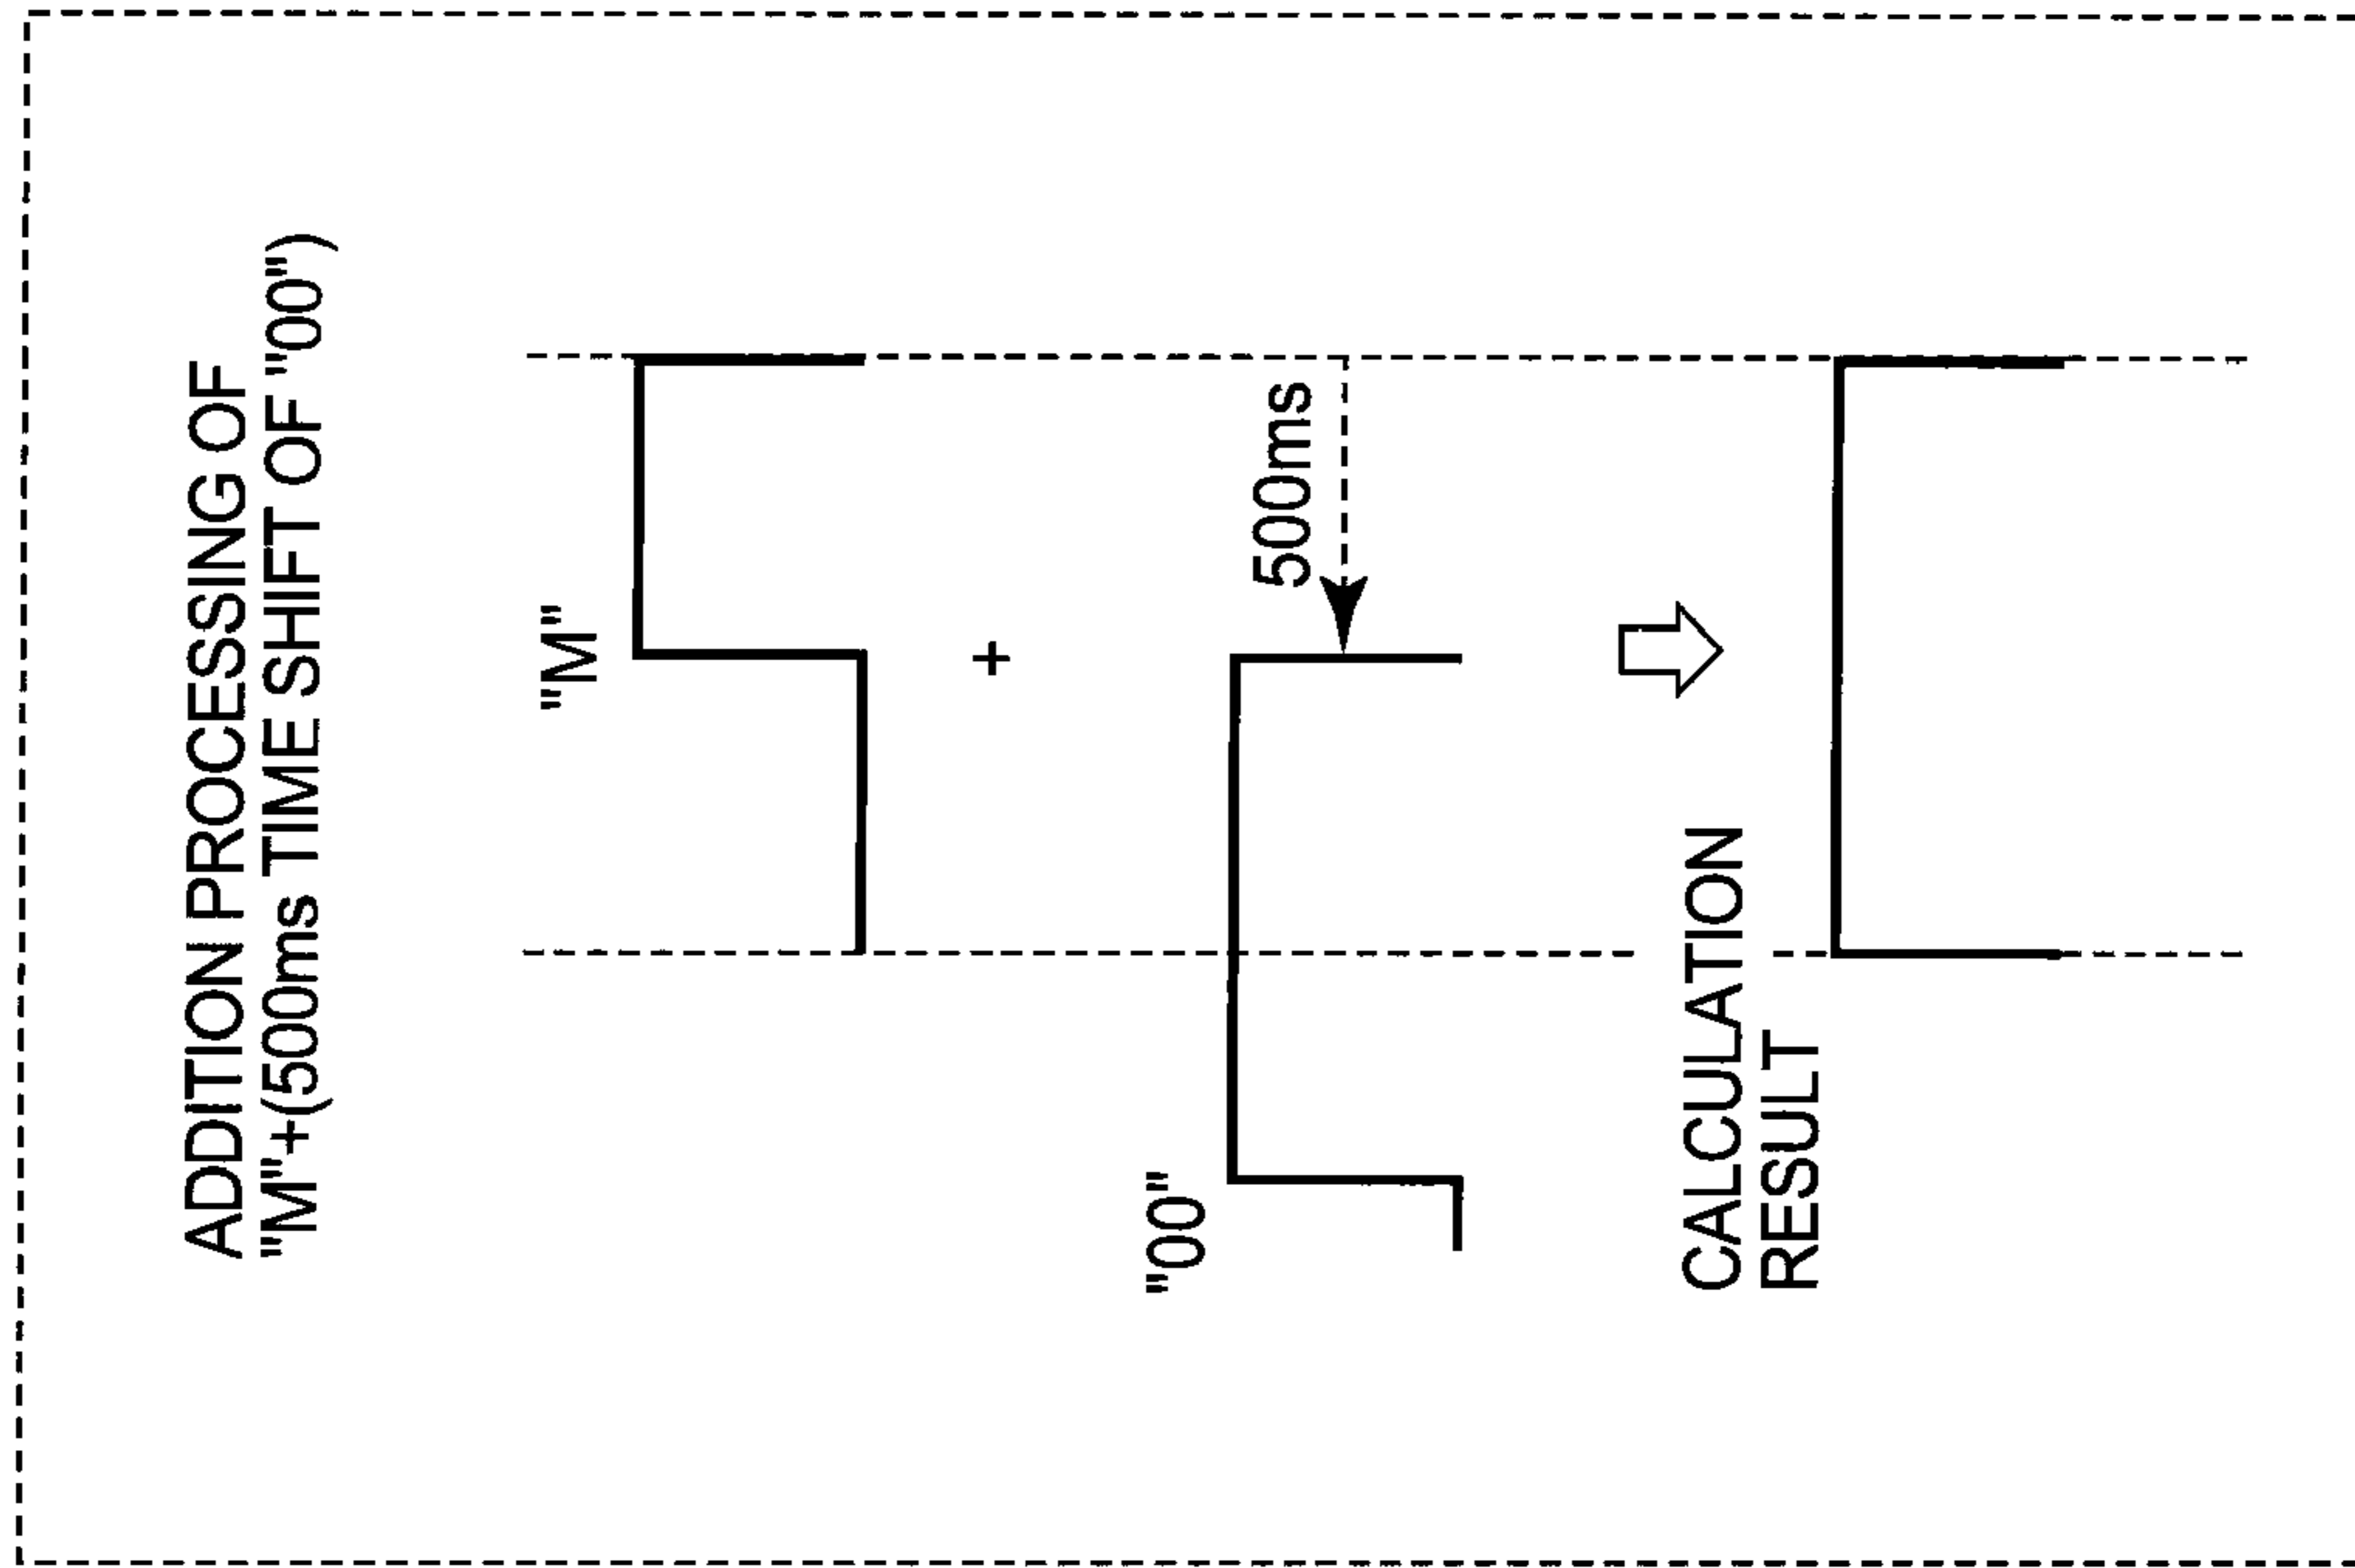 ADDITION PROCESSING OF
"M"+(500ms TIME SHIFT OF "00")
"M"
+
"00"
500ms
CALCULATION
RESULT